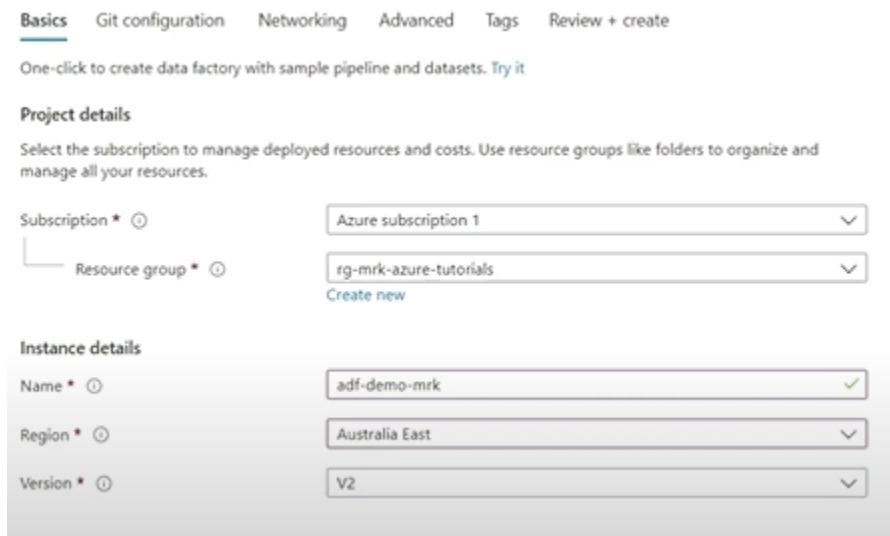 Basics Git configuration Networking Advanced Tags Review + create
One-click to create data factory with sample pipeline and datasets. Try it
Project details
Select the subscription to manage deployed resources and costs. Use resource groups like folders to organize and
manage all your resources.
Subscription * Azure subscription 1
Resource group * rg-mrk-azure-tutorials
Create new
Instance details
Name * adf-demo-mrk
Region * Australia East
Version * V2